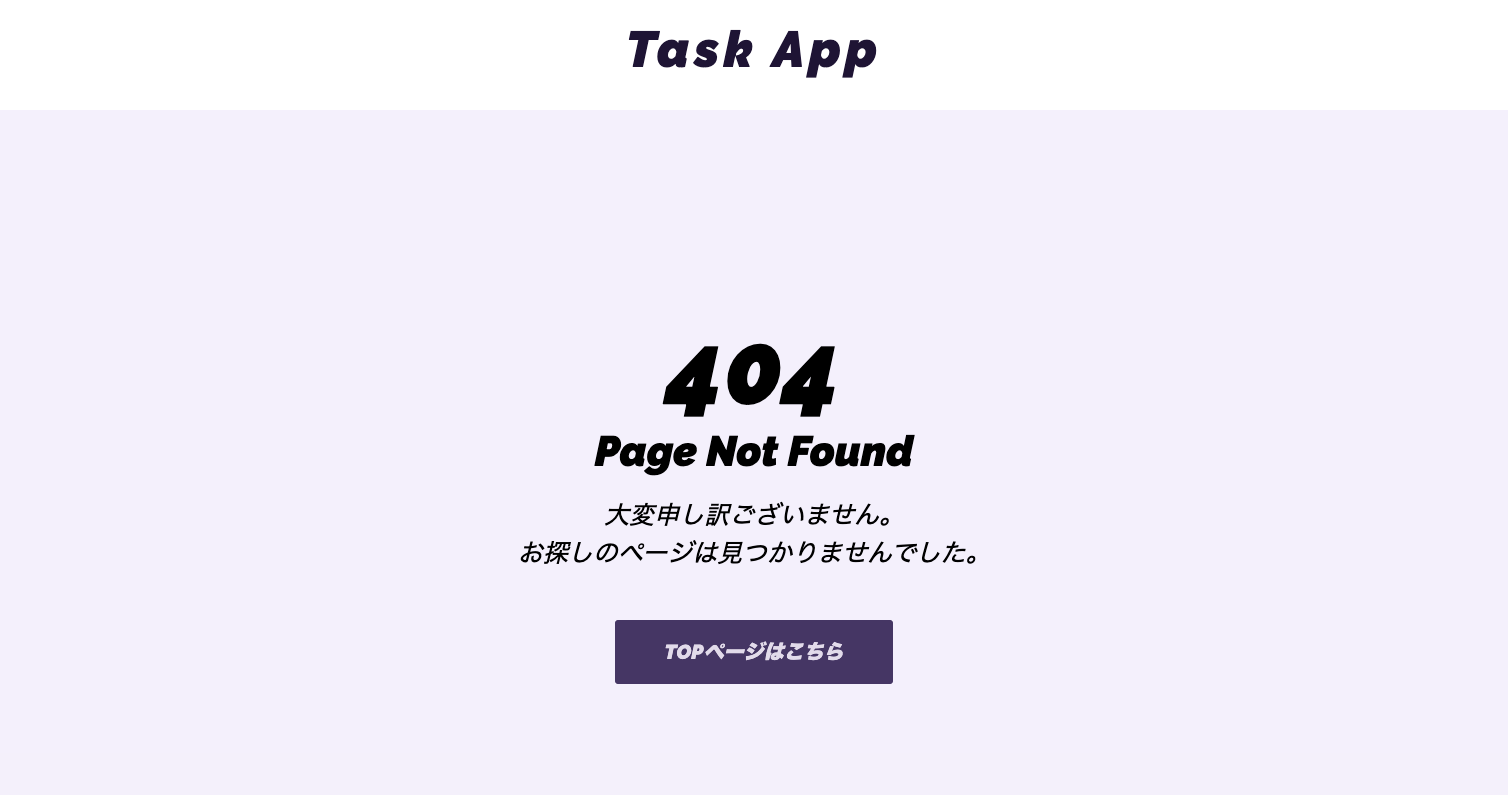 Task App
404
Page Not Found
大変申し訳ございません。
お探しのページは見つかりませんでした。
TOPページはこちら